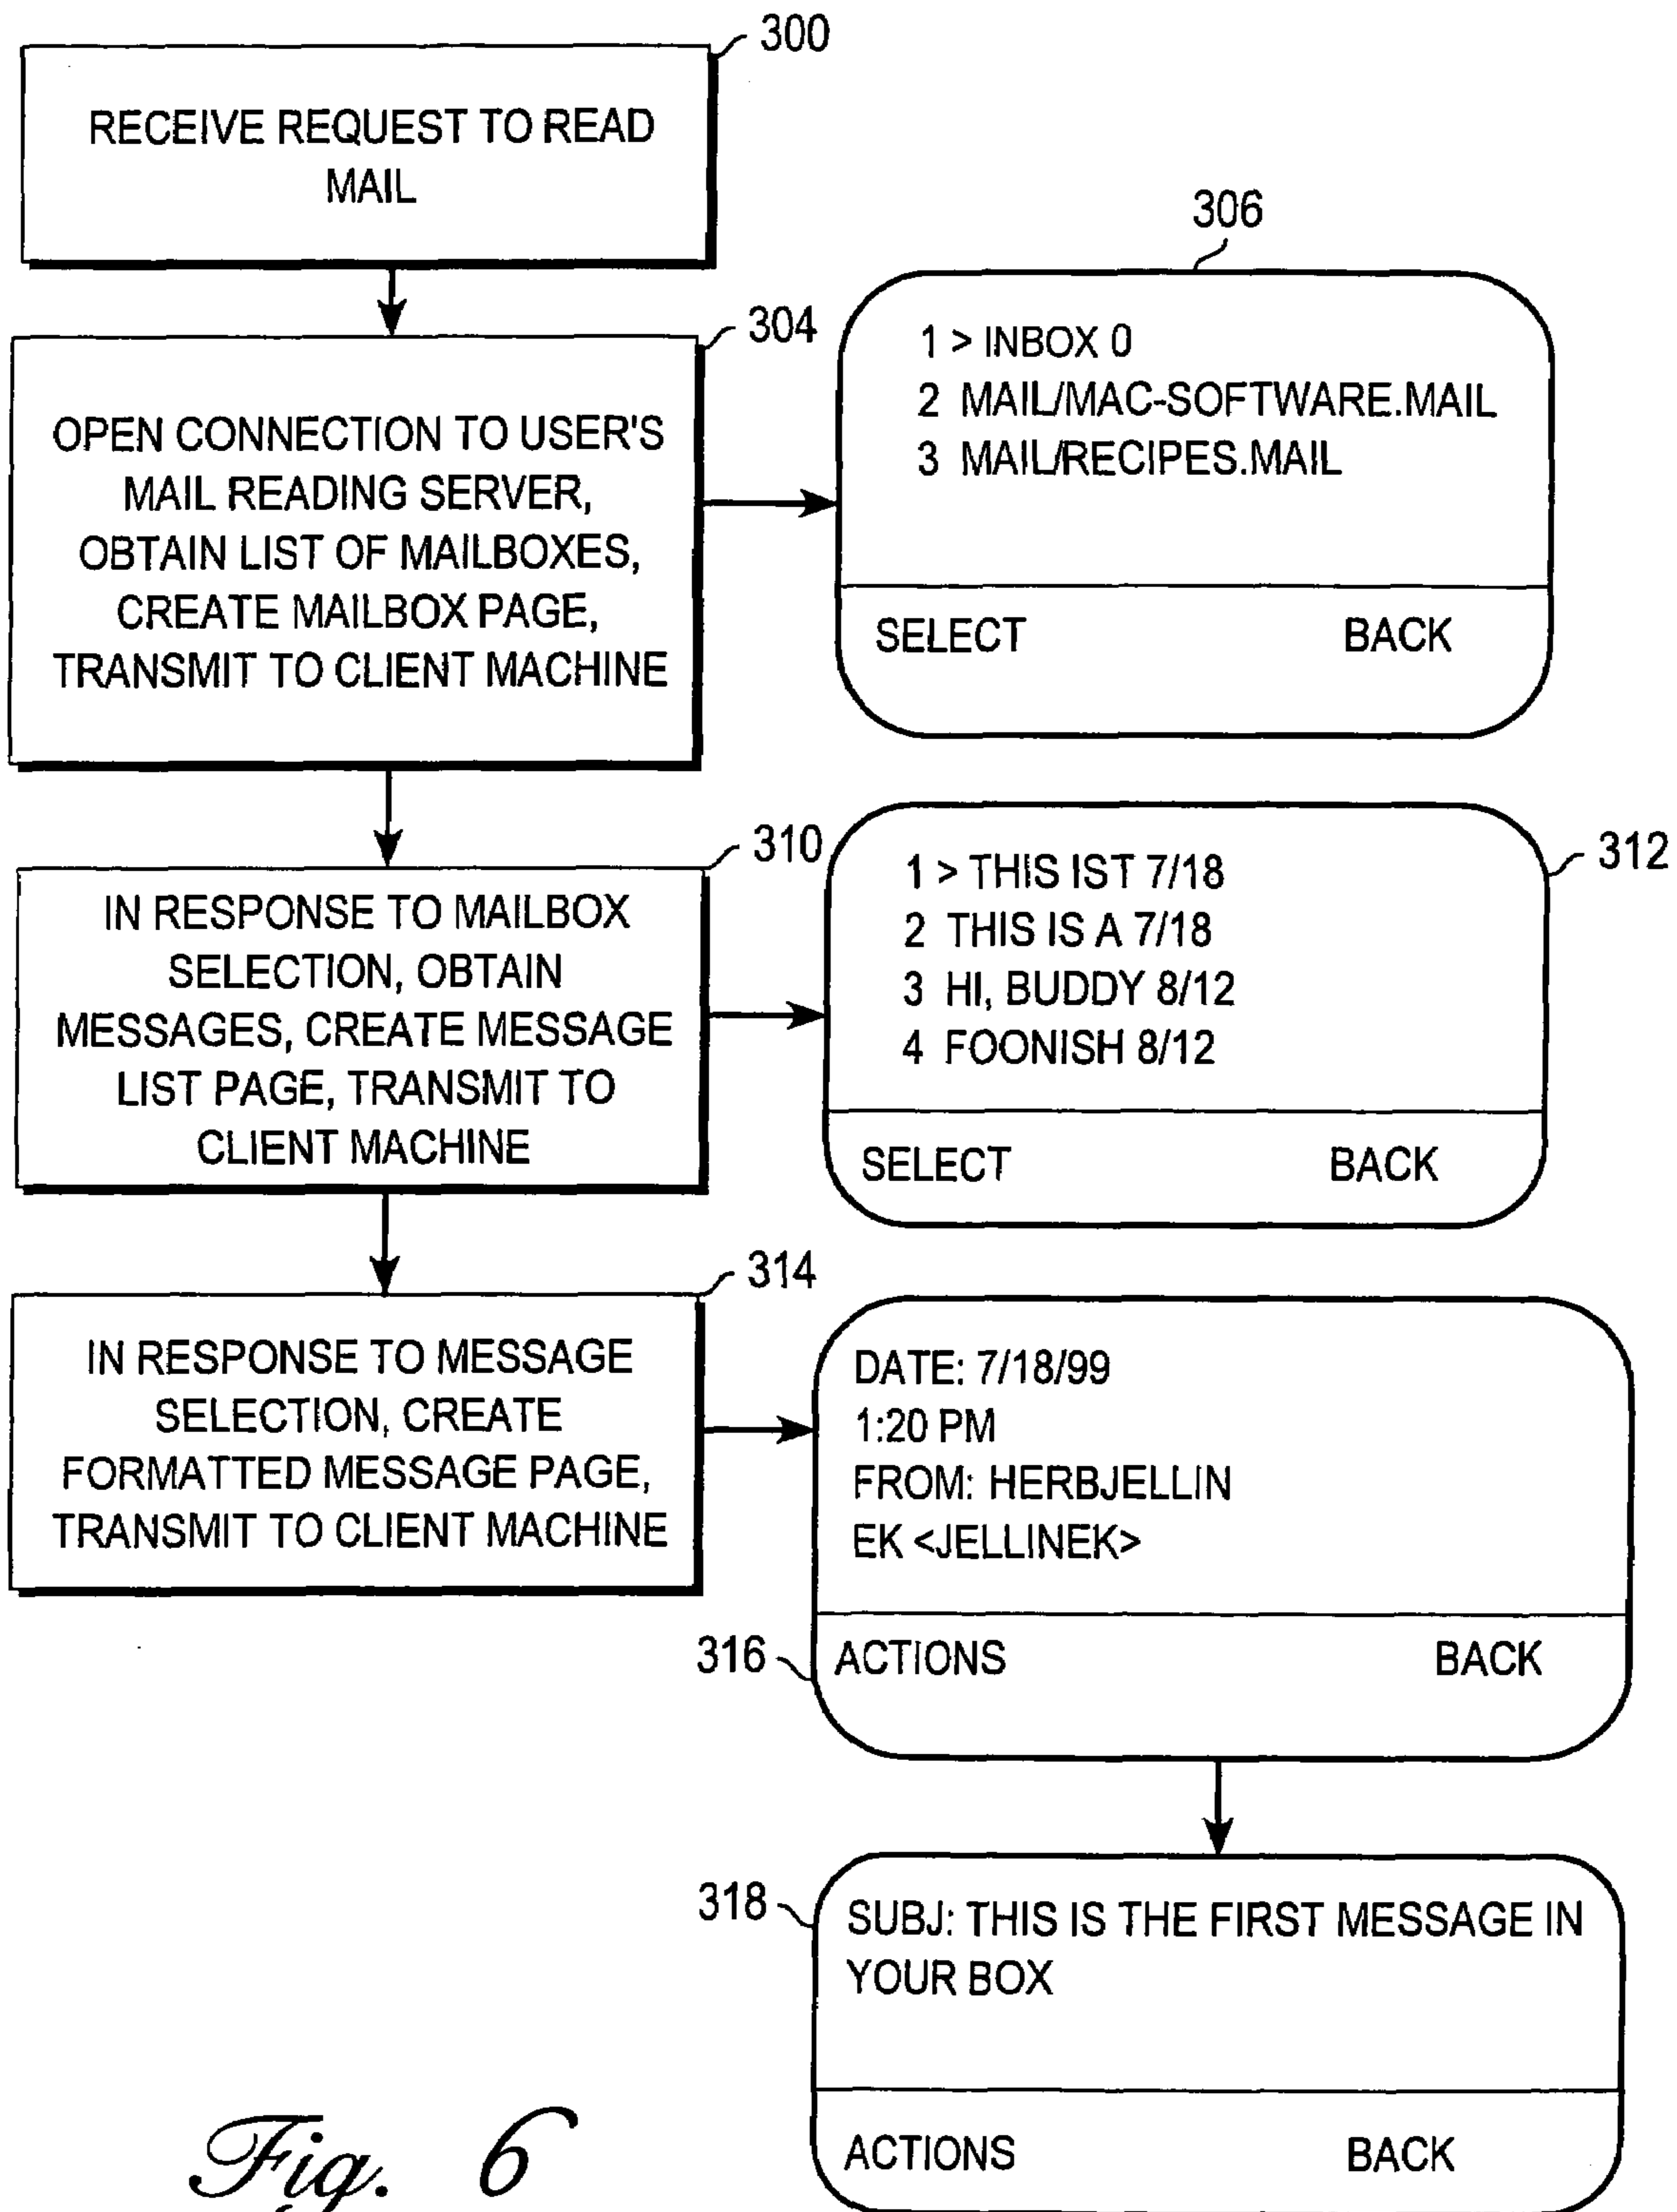 300
RECEIVE REQUEST TO READ
MAIL
304
OPEN CONNECTION TO USER'S
MAIL READING SERVER,
OBTAIN LIST OF MAILBOXES,
CREATE MAILBOX PAGE,
TRANSMIT TO CLIENT MACHINE
306
1 > INBOX 0
2 MAIL/MAC-SOFTWARE.MAIL
3 MAIL/RECIPES.MAIL
SELECT BACK
310
IN RESPONSE TO MAILBOX
SELECTION, OBTAIN
MESSAGES, CREATE MESSAGE
LIST PAGE, TRANSMIT TO
CLIENT MACHINE
312
1 > THIS IST 7/18
2 THIS IS A 7/18
3 HI, BUDDY 8/12
4 FOONISH 8/12
SELECT BACK
314
IN RESPONSE TO MESSAGE
SELECTION, CREATE
FORMATTED MESSAGE PAGE,
TRANSMIT TO CLIENT MACHINE
DATE: 7/18/99
1:20 PM
FROM: HERBJELLIN
EK <JELLINEK>
316
ACTIONS BACK
318
SUBJ: THIS IS THE FIRST MESSAGE IN
YOUR BOX
ACTIONS BACK
Fig. 6